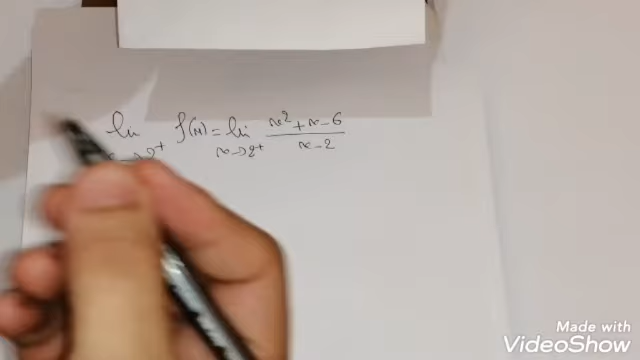 lim f(x) = lim x²+x-6 / x-2
x→2⁺ x→2⁺
Made with
VideoShow